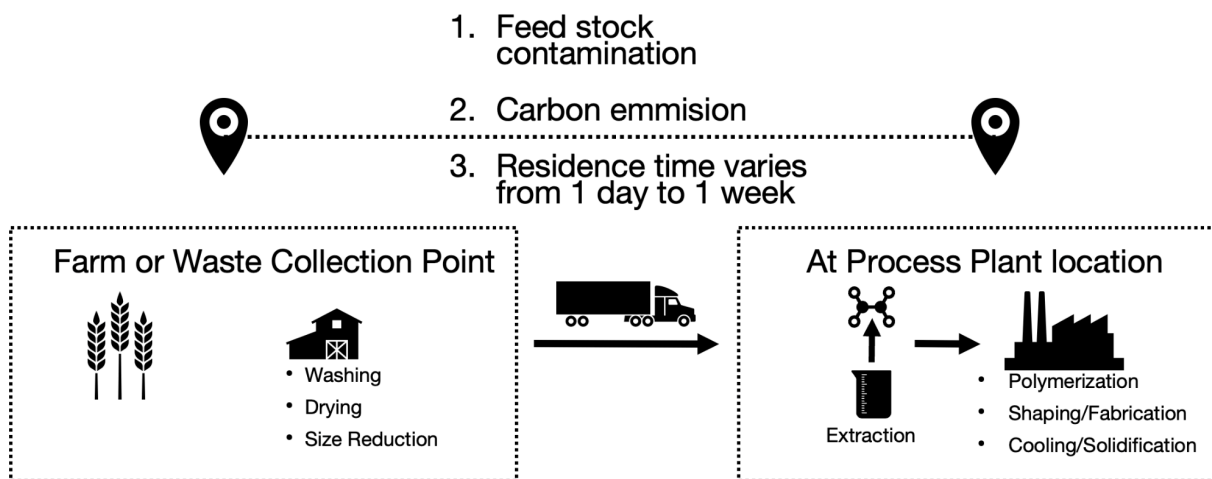 1. Feed stock
contamination
2. Carbon emmision
3. Residence time varies
from 1 day to 1 week
Farm or Waste Collection Point
• Washing
• Drying
• Size Reduction
At Process Plant location
Extraction
• Polymerization
• Shaping/Fabrication
• Cooling/Solidification